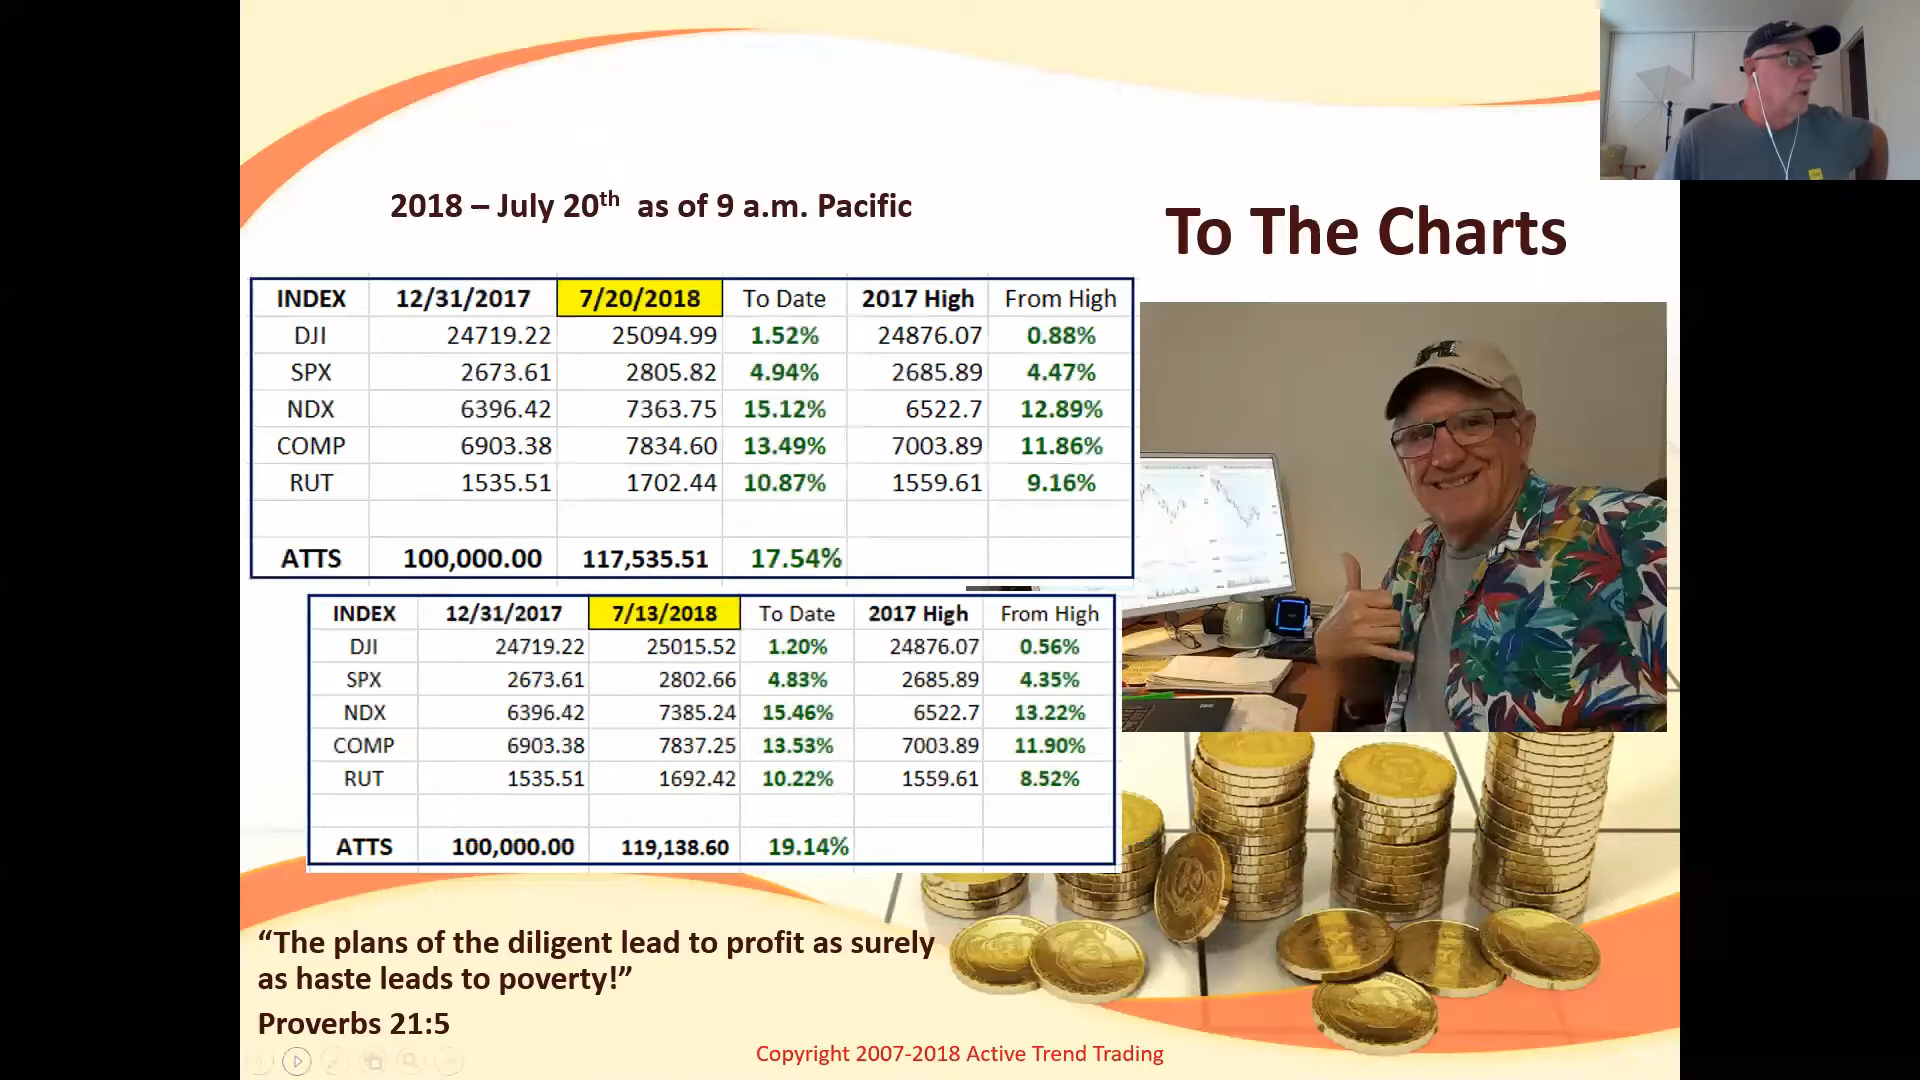 2018 – July 20th as of 9 a.m. Pacific
To The Charts
INDEX 12/31/2017 7/20/2018 To Date 2017 High From High
DJI 24719.22 25094.99 1.52% 24876.07 0.88%
SPX 2673.61 2805.82 4.94% 2685.89 4.47%
NDX 6396.42 7363.75 15.12% 6522.7 12.89%
COMP 6903.38 7834.60 13.49% 7003.89 11.86%
RUT 1535.51 1702.44 10.87% 1559.61 9.16%
ATTS 100,000.00 117,535.51 17.54%
INDEX 12/31/2017 7/13/2018 To Date 2017 High From High
DJI 24719.22 25015.52 1.20% 24876.07 0.56%
SPX 2673.61 2802.66 4.83% 2685.89 4.35%
NDX 6396.42 7385.24 15.46% 6522.7 13.22%
COMP 6903.38 7837.25 13.53% 7003.89 11.90%
RUT 1535.51 1692.42 10.22% 1559.61 8.52%
ATTS 100,000.00 119,138.60 19.14%
“The plans of the diligent lead to profit as surely
as haste leads to poverty!”
Proverbs 21:5
Copyright 2007-2018 Active Trend Trading